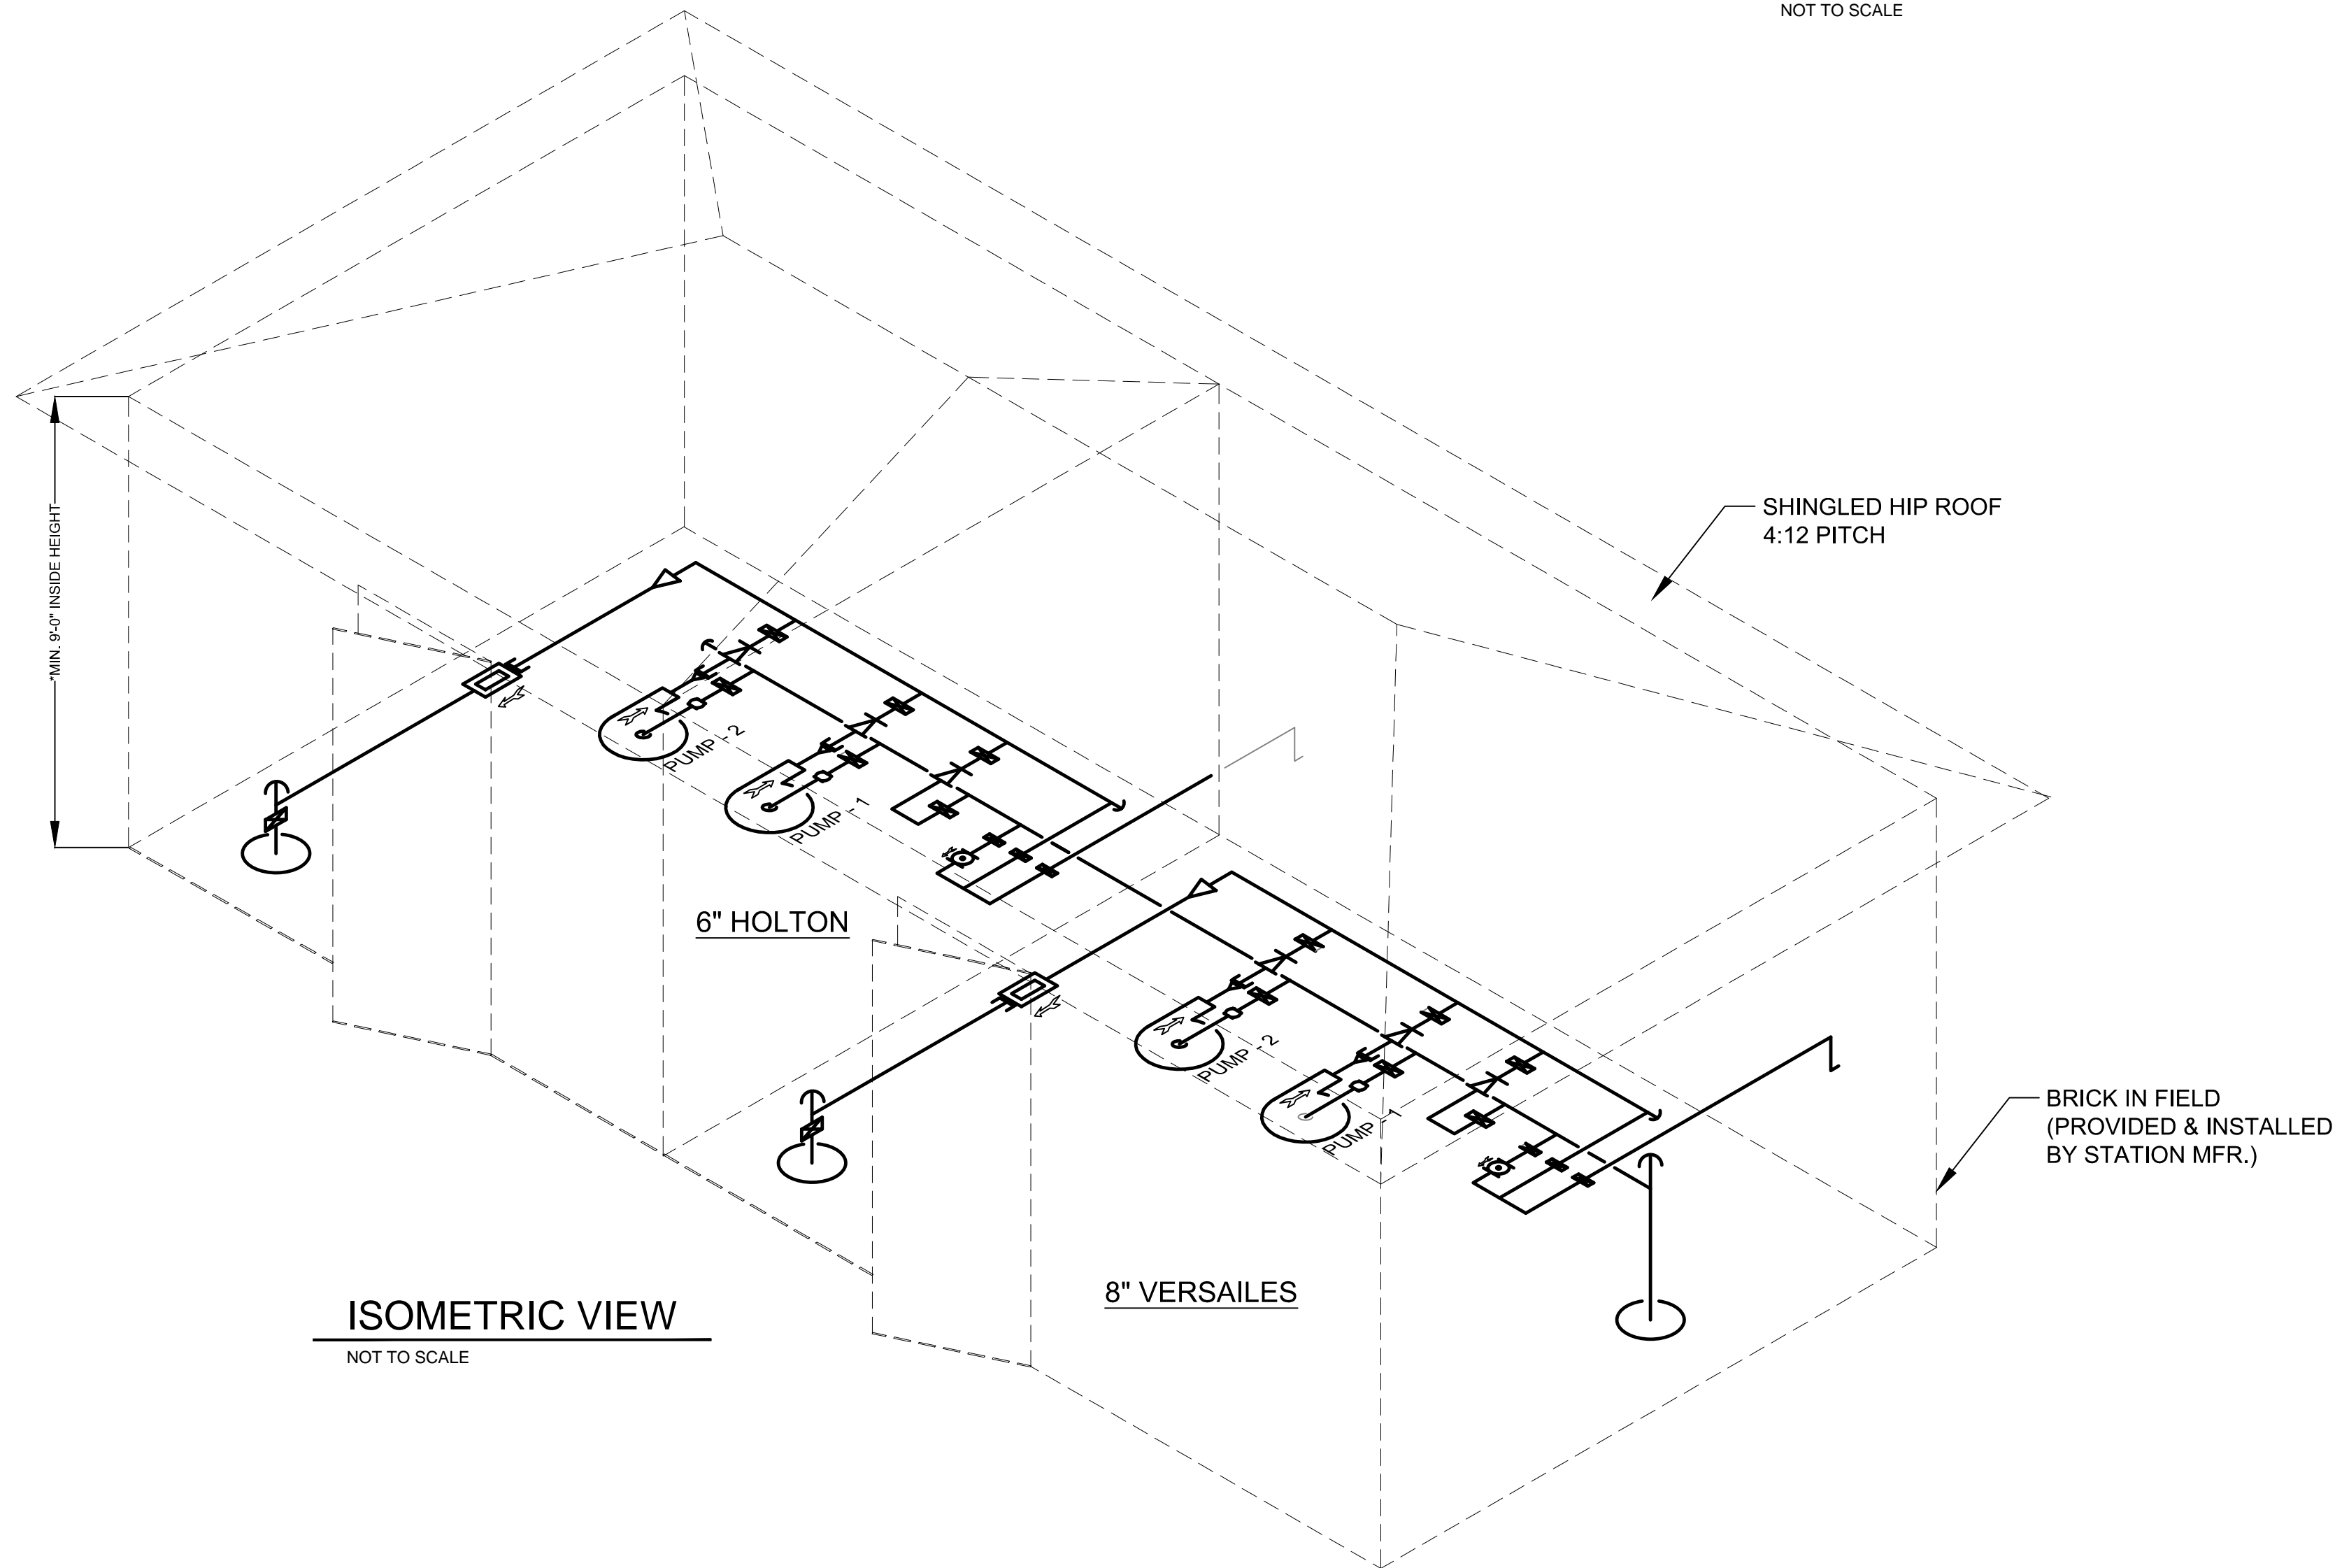 NOT TO SCALE
SHINGLED HIP ROOF
4:12 PITCH
*MIN. 9'-0" INSIDE HEIGHT
PUMP - 2
PUMP - 1
6" HOLTON
PUMP - 2
PUMP - 1
BRICK IN FIELD
(PROVIDED & INSTALLED
BY STATION MFR.)
8" VERSAILES
ISOMETRIC VIEW
NOT TO SCALE